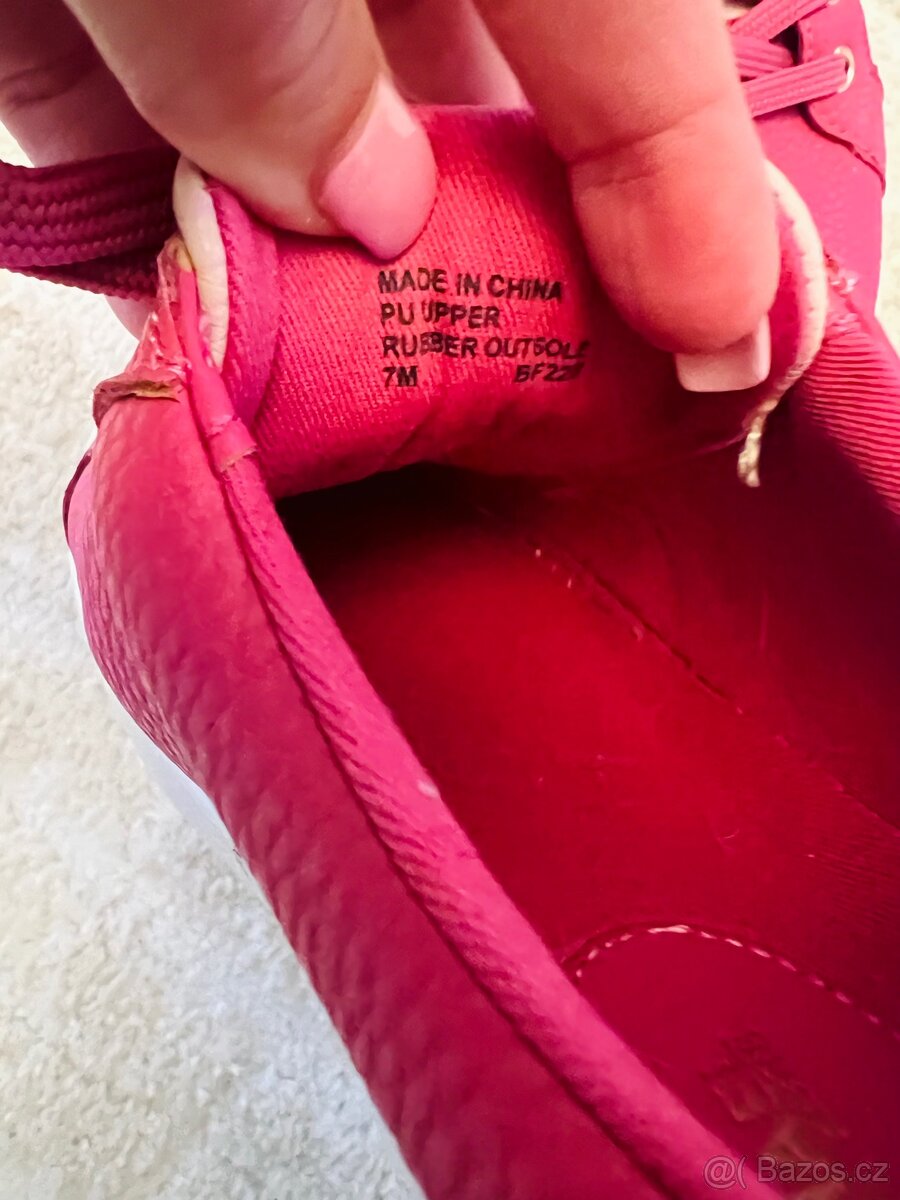 MADE IN CHINA
PU UPPER
RUBBER OUTSOLE
7M
@( Bazos.cz